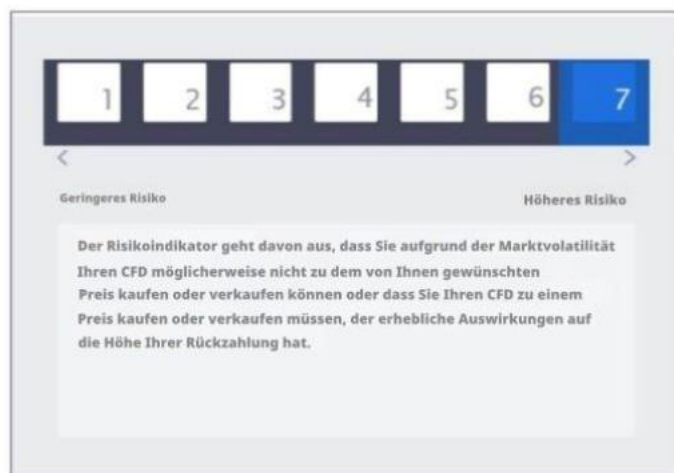 1 2 3 4 5 6 7
< >
Geringeres Risiko Höheres Risiko
Der Risikoindikator geht davon aus, dass Sie aufgrund der Marktvolatilität
Ihren CFD möglicherweise nicht zu dem von Ihnen gewünschten
Preis kaufen oder verkaufen können oder dass Sie Ihren CFD zu einem
Preis kaufen oder verkaufen müssen, der erhebliche Auswirkungen auf
die Höhe Ihrer Rückzahlung hat.